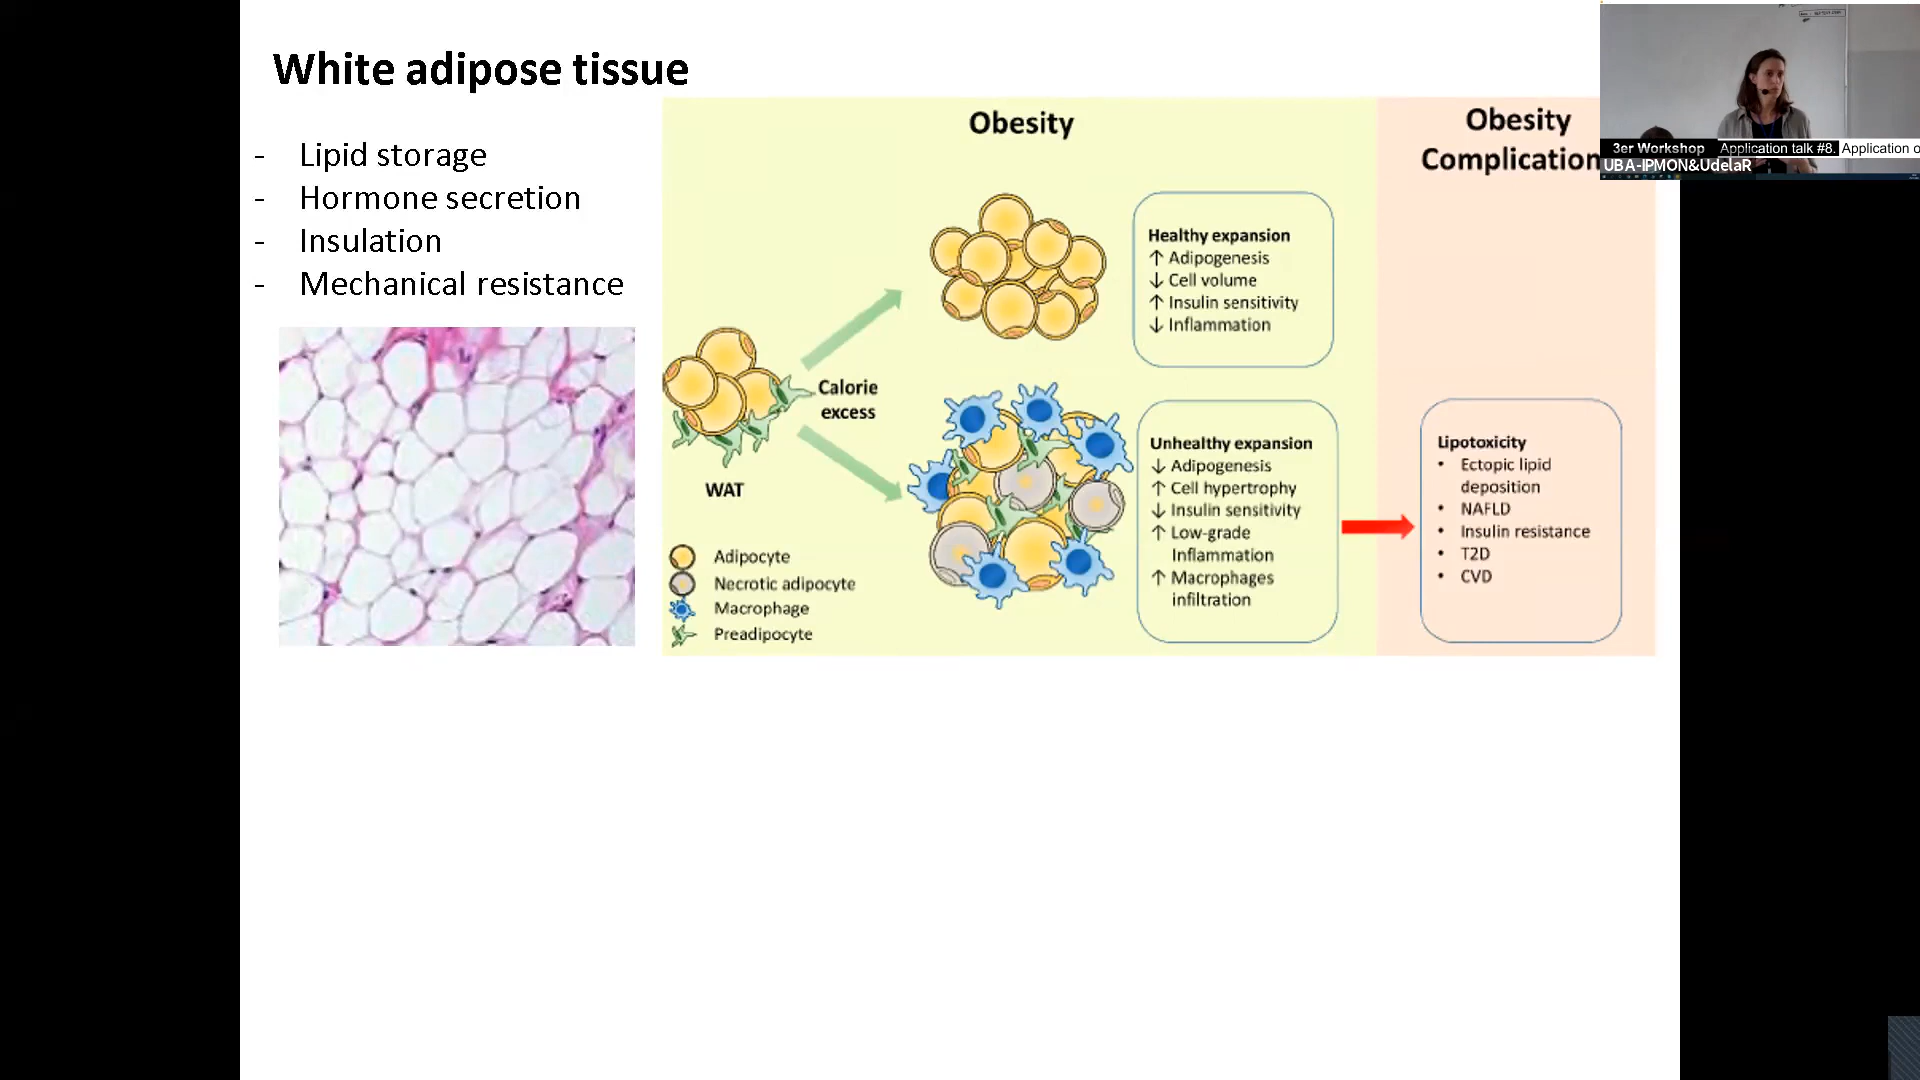 White adipose tissue
- Lipid storage
- Hormone secretion
- Insulation
- Mechanical resistance
Obesity
Healthy expansion
↑ Adipogenesis
↓ Cell volume
↑ Insulin sensitivity
↓ Inflammation
Calorie
excess
WAT
Adipocyte
Necrotic adipocyte
Macrophage
Preadipocyte
Unhealthy expansion
↓ Adipogenesis
↑ Cell hypertrophy
↓ Insulin sensitivity
↑ Low-grade
Inflammation
↑ Macrophages
infiltration
Obesity
Complication
Lipotoxicity
• Ectopic lipid
deposition
• NAFLD
• Insulin resistance
• T2D
• CVD
3er Workshop Application talk #8. Application o
UBA-IPMON&UdelaR